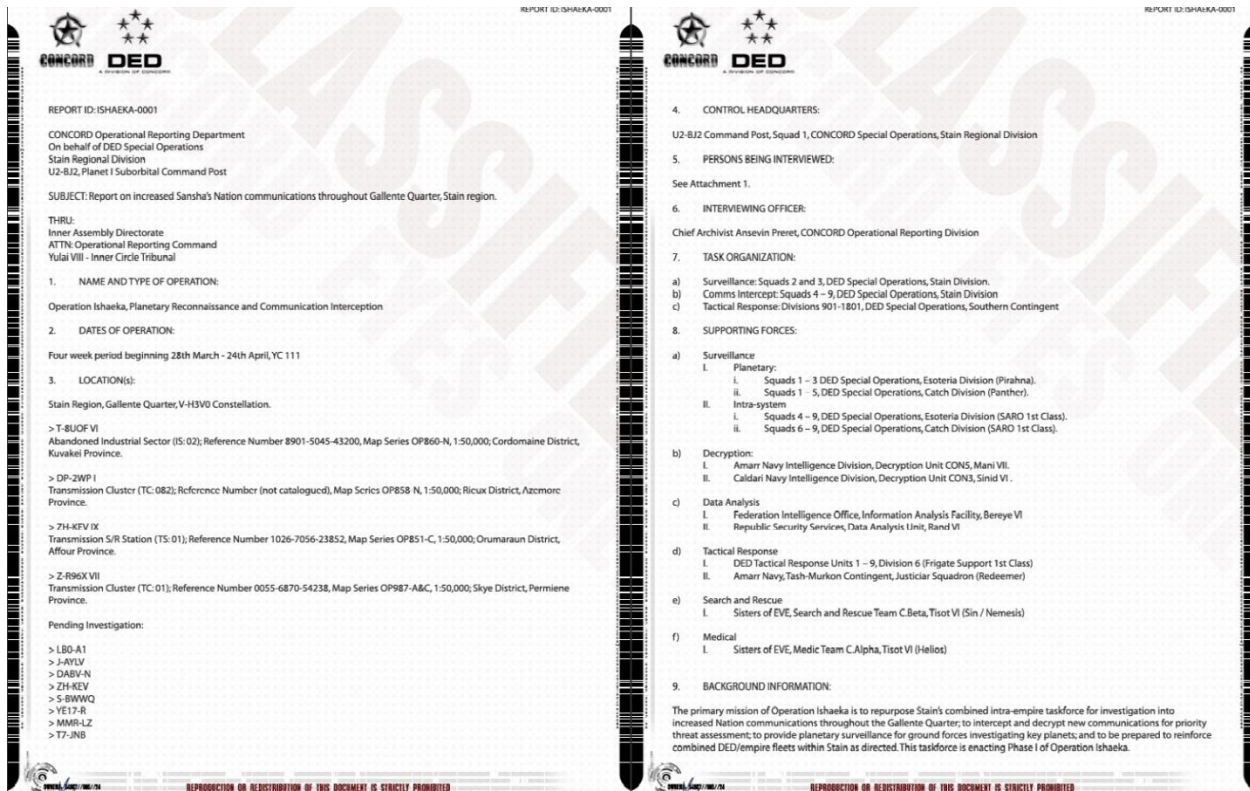 REPORT ID: ISHAEKA-0001
CONCORD DED
A DIVISION OF CONCORD
REPORT ID: ISHAEKA-0001
CONCORD Operational Reporting Department
On behalf of DED Special Operations
Stain Regional Division
U2-BJ2, Planet I Suborbital Command Post
SUBJECT: Report on increased Sansha's Nation communications throughout Gallente Quarter, Stain region.
THRU:
Inner Assembly Directorate
ATTN: Operational Reporting Command
Yulai VIII - Inner Circle Tribunal
1. NAME AND TYPE OF OPERATION:
Operation Ishaeka, Planetary Reconnaissance and Communication Interception
2. DATES OF OPERATION:
Four week period beginning 28th March - 24th April, YC 111
3. LOCATION(s):
Stain Region, Gallente Quarter, V-H3V0 Constellation.
> T-8UOF VI
Abandoned Industrial Sector (IS: 02); Reference Number 8901-5045-43200, Map Series OP860-N, 1:50,000; Cordomaine District,
Kuvakei Province.
> DP-2WP I
Transmission Cluster (TC: 082); Reference Number (not catalogued), Map Series OP858-N, 1:50,000; Rieux District, Azemore
Province.
> ZH-KEV IX
Transmission S/R Station (TS: 01); Reference Number 1026-7056-23852, Map Series OP851-C, 1:50,000; Orumaraun District,
Affour Province.
> Z-R96X VII
Transmission Cluster (TC: 01); Reference Number 0055-6870-54238, Map Series OP987-A&C, 1:50,000; Skye District, Permiene
Province.
Pending Investigation:
> LB0-A1
> J-AYLV
> DABV-N
> ZH-KEV
> S-BWWQ
> YE17-R
> MMR-LZ
> T7-JNB
REPRODUCTION OR REDISTRIBUTION OF THIS DOCUMENT IS STRICTLY PROHIBITED
REPORT ID: ISHAEKA-0001
CONCORD DED
A DIVISION OF CONCORD
4. CONTROL HEADQUARTERS:
U2-BJ2 Command Post, Squad 1, CONCORD Special Operations, Stain Regional Division
5. PERSONS BEING INTERVIEWED:
See Attachment 1.
6. INTERVIEWING OFFICER:
Chief Archivist Ansevin Preret, CONCORD Operational Reporting Division
7. TASK ORGANIZATION:
a) Surveillance: Squads 2 and 3, DED Special Operations, Stain Division.
b) Comms Intercept: Squads 4 – 9, DED Special Operations, Stain Division
c) Tactical Response: Divisions 901-1801, DED Special Operations, Southern Contingent
8. SUPPORTING FORCES:
a) Surveillance
I. Planetary:
i. Squads 1 – 3 DED Special Operations, Esoteria Division (Pirahna).
ii. Squads 1 – 5, DED Special Operations, Catch Division (Panther).
II. Intra-system
i. Squads 4 – 9, DED Special Operations, Esoteria Division (SARO 1st Class).
ii. Squads 6 – 9, DED Special Operations, Catch Division (SARO 1st Class).
b) Decryption:
I. Amarr Navy Intelligence Division, Decryption Unit CON5, Mani VII.
II. Caldari Navy Intelligence Division, Decryption Unit CON3, Sinid VI .
c) Data Analysis
I. Federation Intelligence Office, Information Analysis Facility, Bereye VI
II. Republic Security Services, Data Analysis Unit, Rand VI
d) Tactical Response
I. DED Tactical Response Units 1 – 9, Division 6 (Frigate Support 1st Class)
II. Amarr Navy, Tash-Murkon Contingent, Justiciar Squadron (Redeemer)
e) Search and Rescue
I. Sisters of EVE, Search and Rescue Team C.Beta, Tisot VI (Sin / Nemesis)
f) Medical
I. Sisters of EVE, Medic Team C.Alpha, Tisot VI (Helios)
9. BACKGROUND INFORMATION:
The primary mission of Operation Ishaeka is to repurpose Stain's combined intra-empire taskforce for investigation into
increased Nation communications throughout the Gallente Quarter; to intercept and decrypt new communications for priority
threat assessment; to provide planetary surveillance for ground forces investigating key planets; and to be prepared to reinforce
combined DED/empire fleets within Stain as directed. This taskforce is enacting Phase I of Operation Ishaeka.
REPRODUCTION OR REDISTRIBUTION OF THIS DOCUMENT IS STRICTLY PROHIBITED